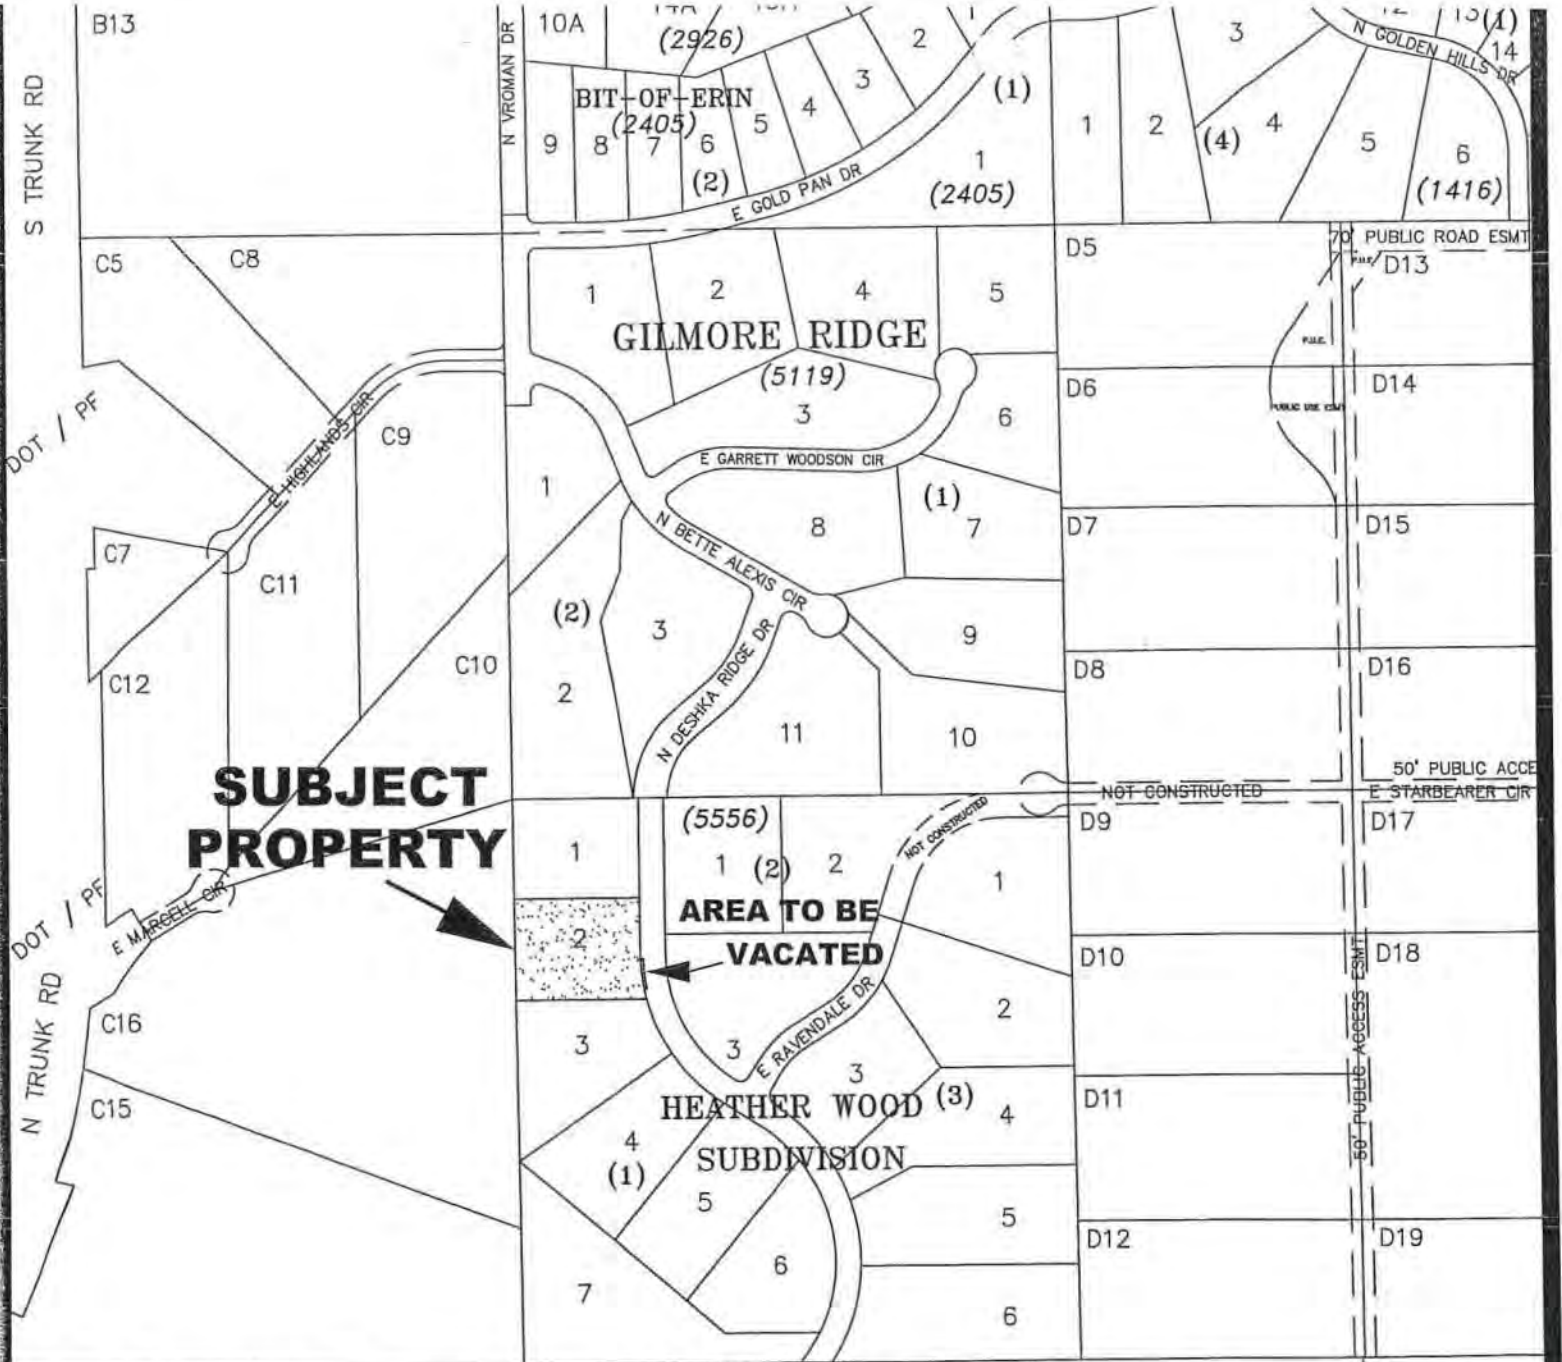 B13
S TRUNK RD
N VROMAN DR
10A
(2926)
2
(1)
3
(1)
14
N GOLDEN HILLS DR
BIT-OF-ERIN
(2405)
9
8
7
6
5
4
3
(2)
E GOLD PAN DR
1
(2405)
1
2
(4)
4
5
6
(1416)
C5
C8
1
2
4
5
GILMORE RIDGE
(5119)
3
6
D5
70' PUBLIC ROAD ESMT
P.U.E.
D13
P.U.E.
D6
D14
PUBLIC USE ESMT
DOT / PF
E HIGHLANDS CIR
C9
E GARRETT WOODSON CIR
1
(1)
8
7
D7
D15
N BETTE ALEXIS CIR
C7
C11
(2)
3
9
N DESHKA RIDGE DR
C12
C10
2
11
10
D8
D16
SUBJECT
PROPERTY
50' PUBLIC ACCE
NOT CONSTRUCTED
E STARBEARER CIR
(5556)
1
1
(2)
2
NOT CONSTRUCTED
1
D9
D17
DOT / PF
E MARCELL CIR
2
AREA TO BE
VACATED
D10
D18
N TRUNK RD
C16
3
3
E RAVENDALE DR
3
2
50' PUBLIC ACCESS ESMT
C15
HEATHER WOOD
(3)
4
D11
4
(1)
SUBDIVISION
5
5
D12
D19
7
6
6